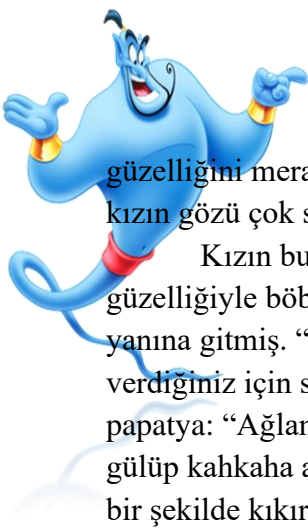 güzelliğini mera
kızın gözü çok s
Kızın bu
güzelliğiyle böb
yanına gitmiş. “
verdiğiniz için s
papatya: “Ağlan
gülüp kahkaha a
bir şekilde kıkır